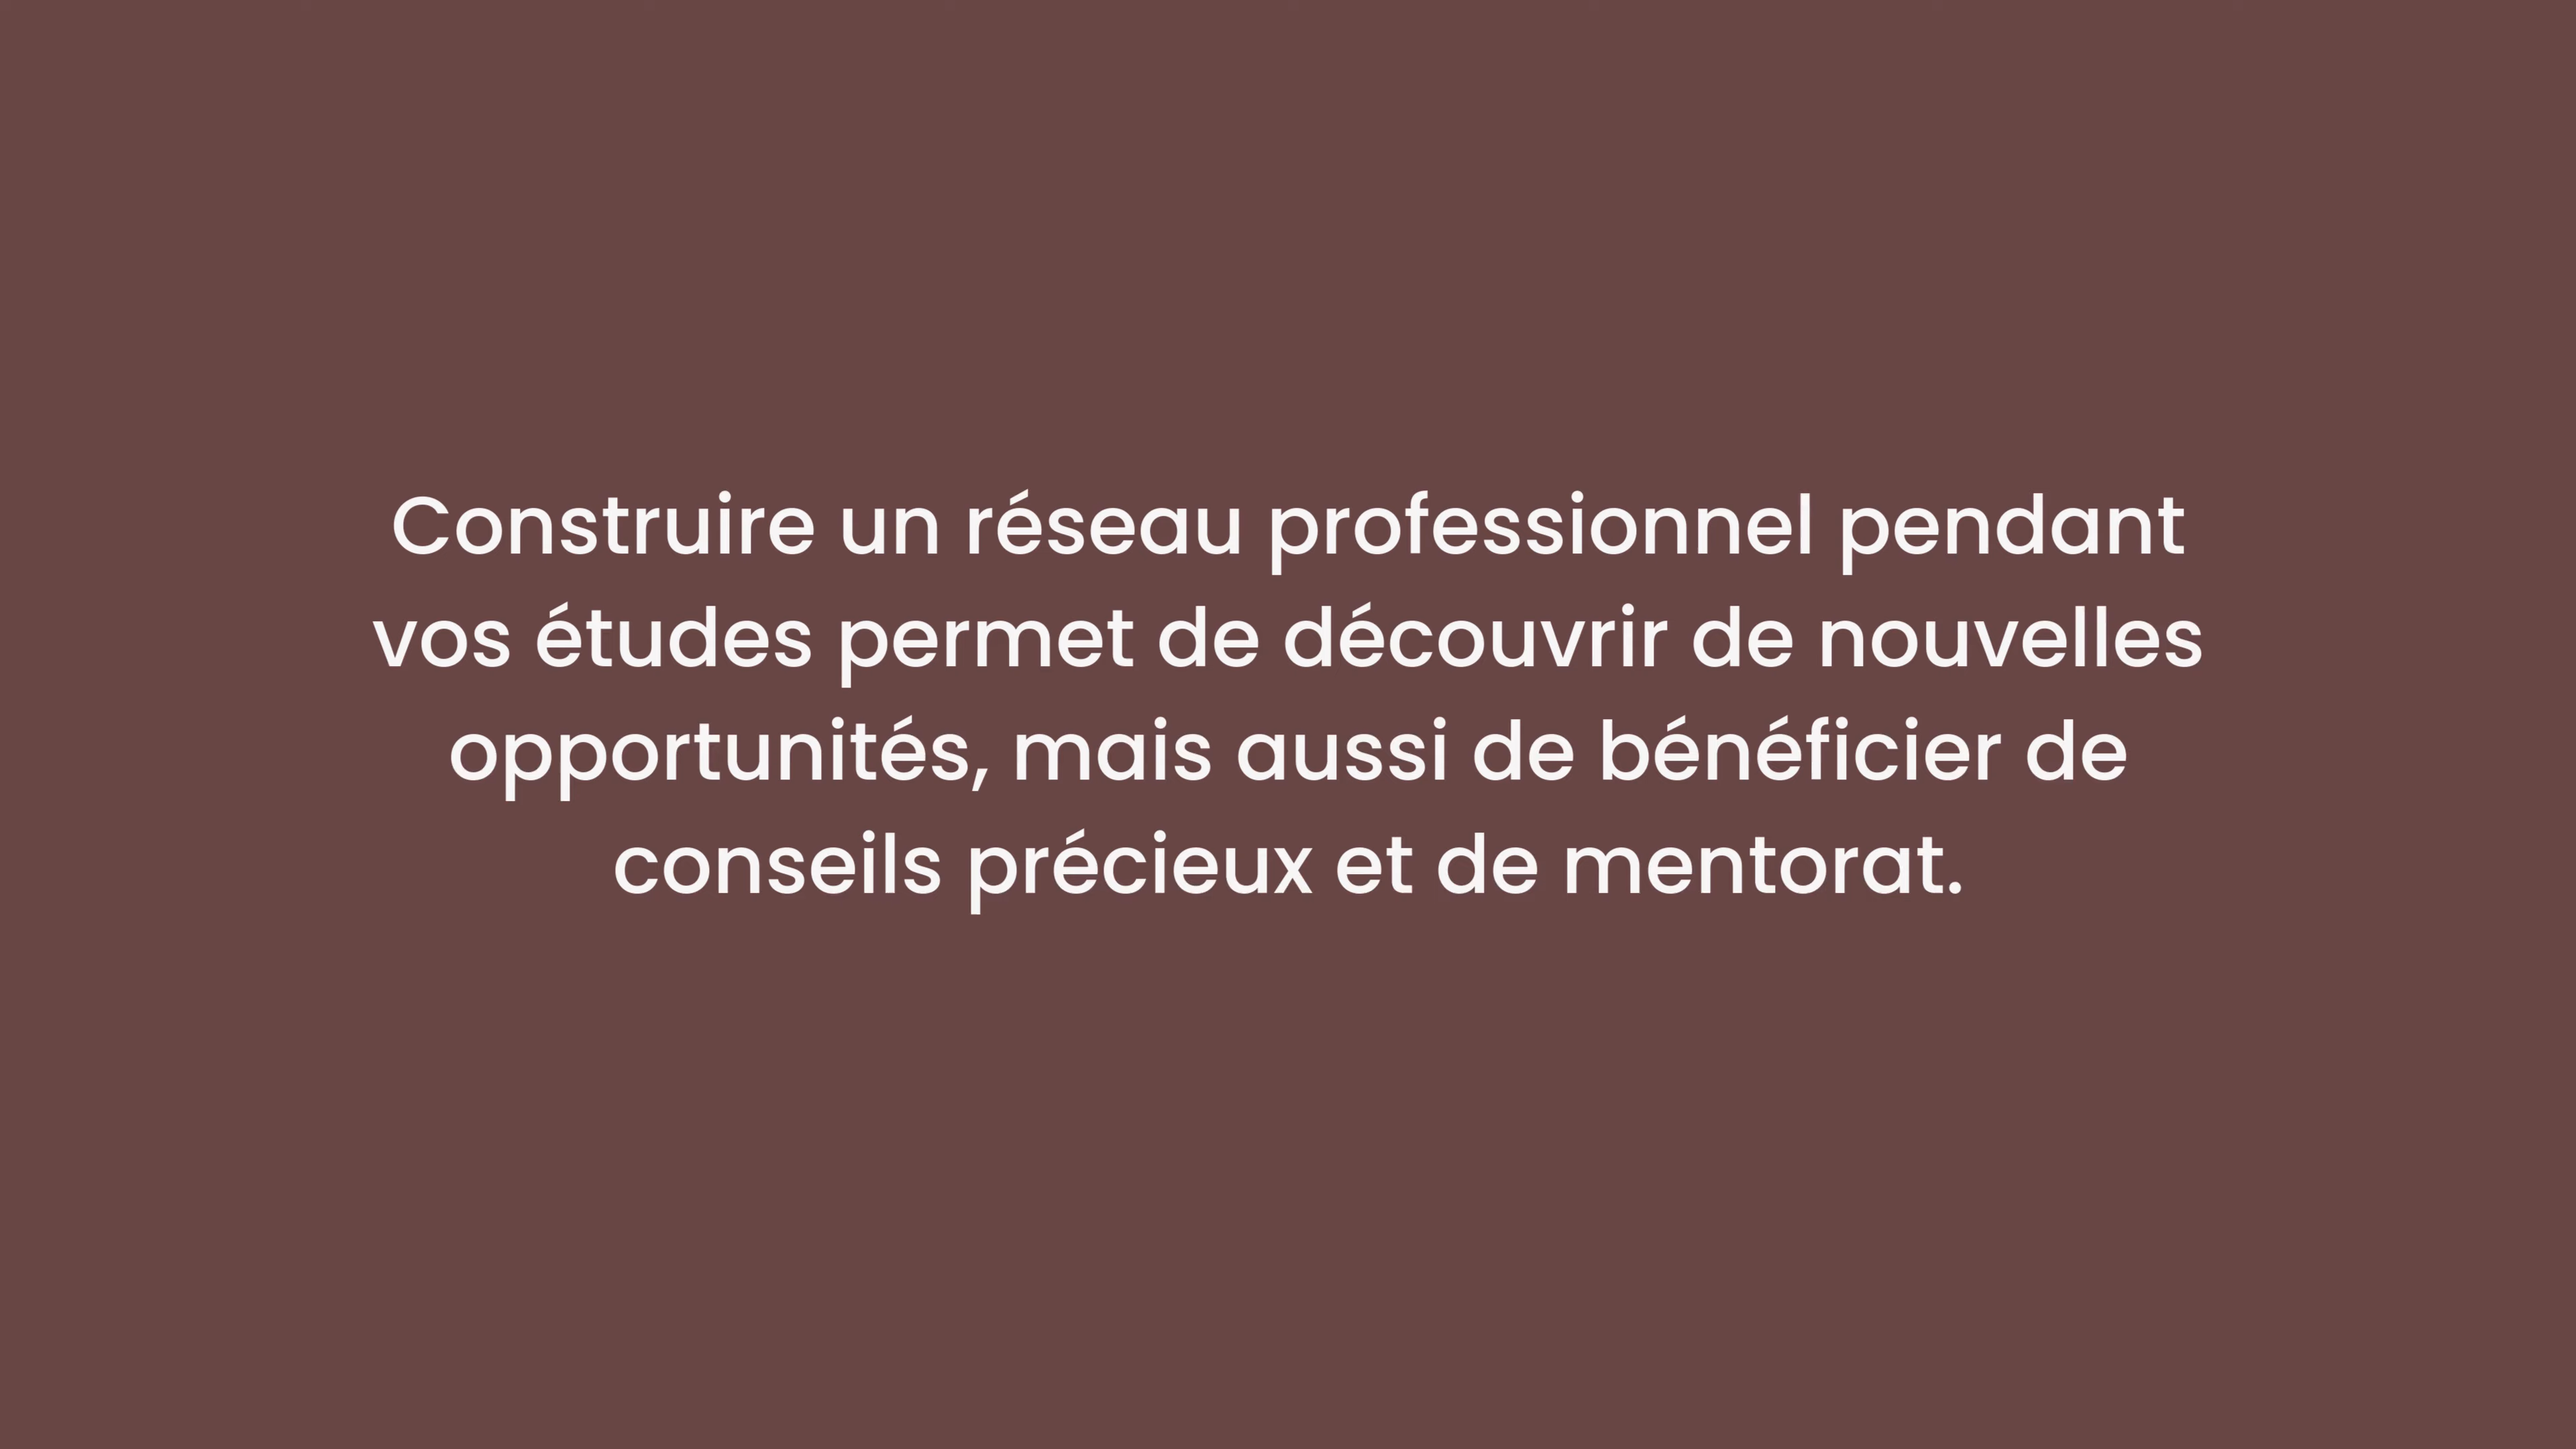 Construire un réseau professionnel pendant
vos études permet de découvrir de nouvelles
opportunités, mais aussi de bénéficier de
conseils précieux et de mentorat.